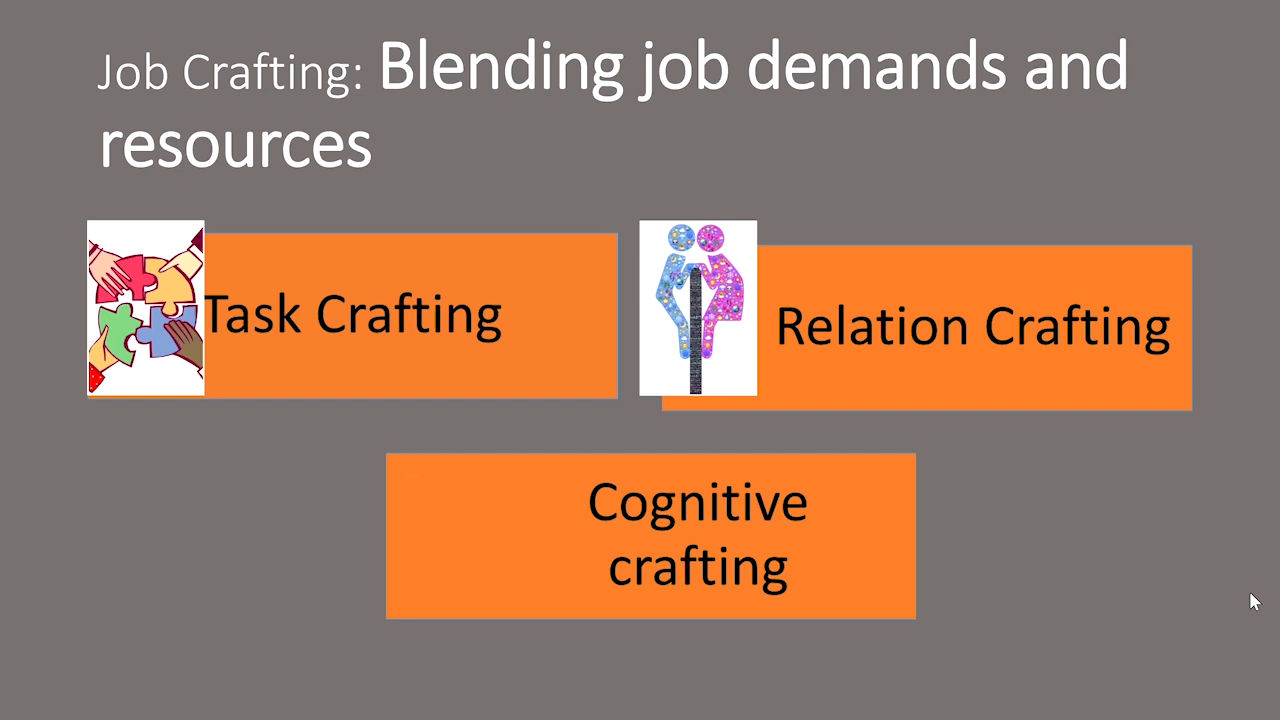 Job Crafting: Blending job demands and
resources
Task Crafting
Relation Crafting
Cognitive
crafting